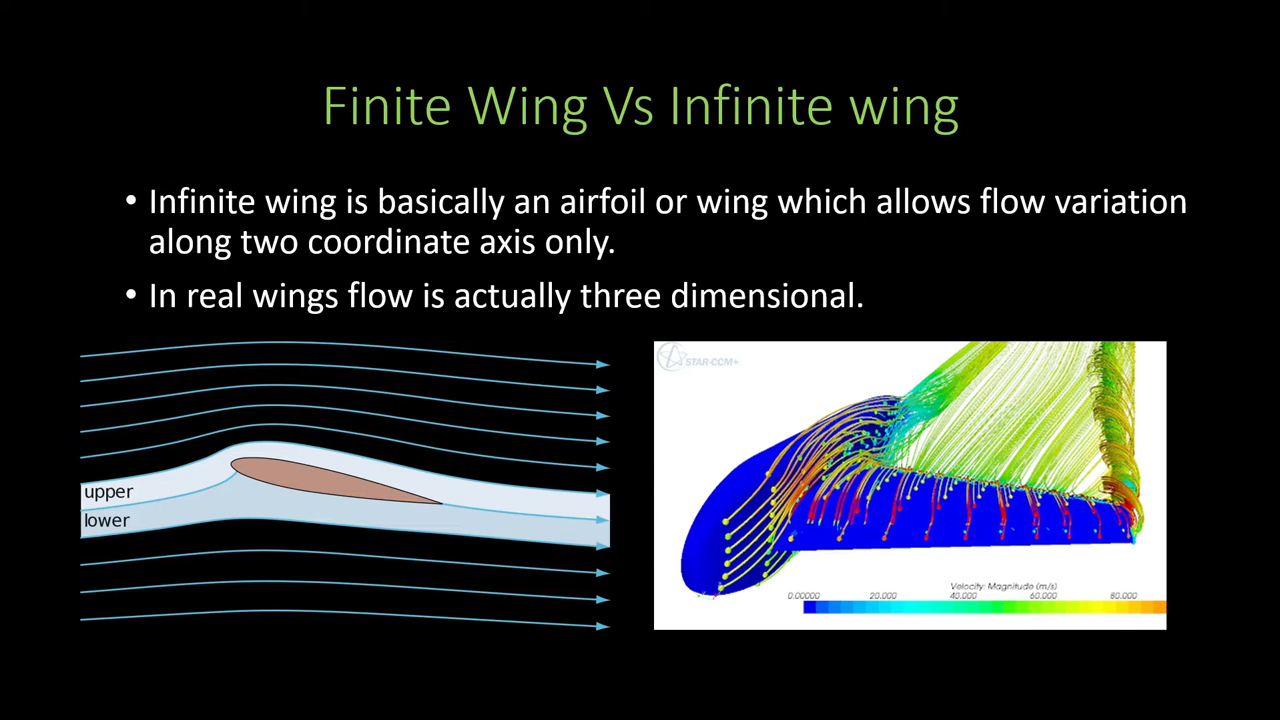 Finite Wing Vs Infinite wing
• Infinite wing is basically an airfoil or wing which allows flow variation
along two coordinate axis only.
• In real wings flow is actually three dimensional.
upper
lower
STAR-CCM+
Velocity: Magnitude (m/s)
0.00000 20.000 40.000 60.000 80.000